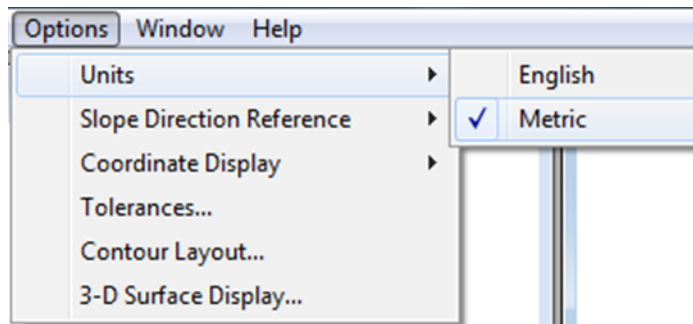 Options Window Help
Units
English
Slope Direction Reference
Metric
Coordinate Display
Tolerances...
Contour Layout...
3-D Surface Display...